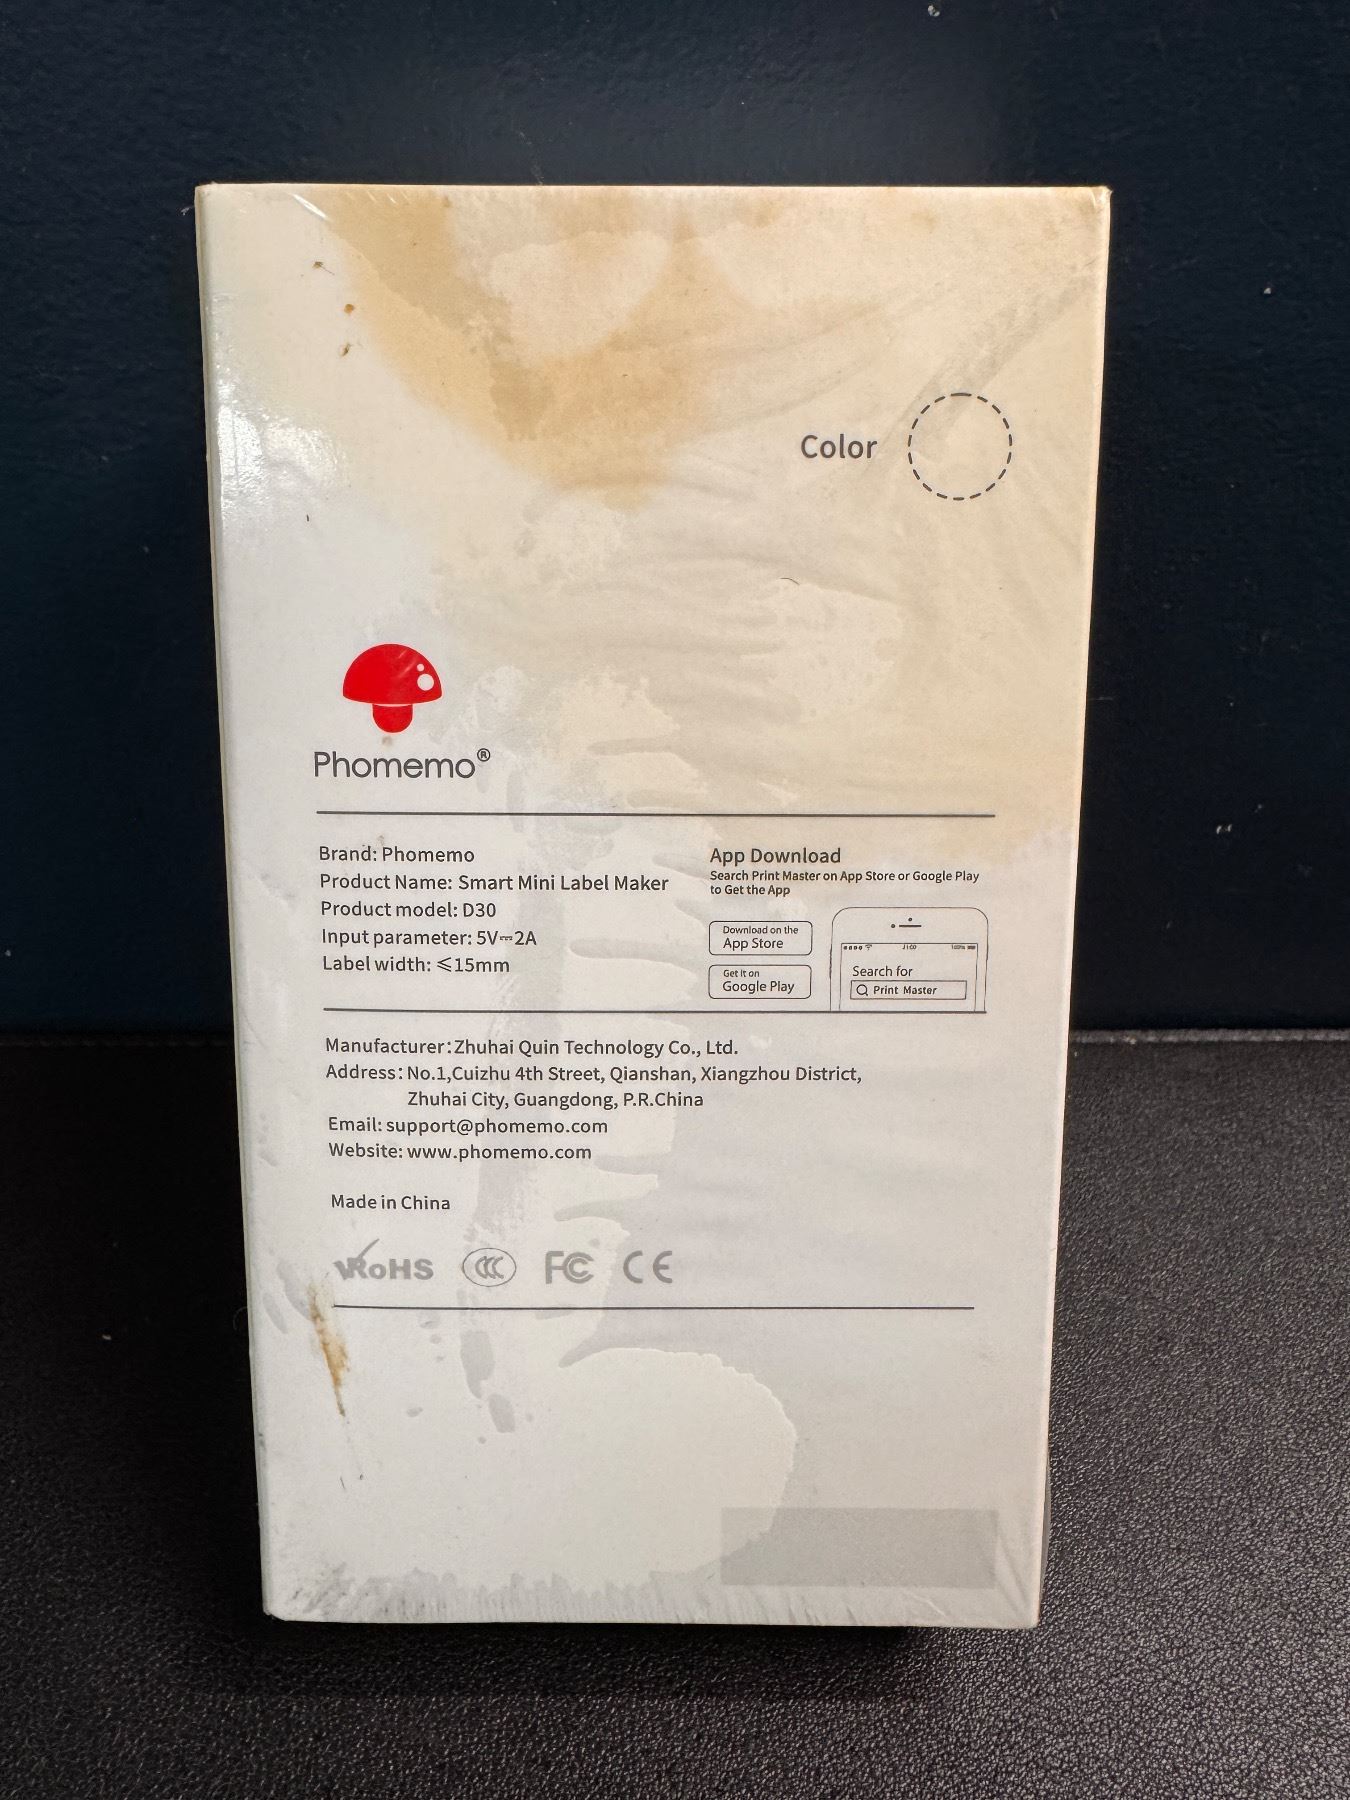 Color
Phomemo®
Brand: Phomemo
Product Name: Smart Mini Label Maker
Product model: D30
Input parameter: 5V⎓2A
Label width: ⩽15mm
App Download
Search Print Master on App Store or Google Play
to Get the App
Download on the
App Store
Get it on
Google Play
Search for
Print Master
Manufacturer: Zhuhai Quin Technology Co., Ltd.
Address: No.1,Cuizhu 4th Street, Qianshan, Xiangzhou District,
Zhuhai City, Guangdong, P.R.China
Email: support@phomemo.com
Website: www.phomemo.com
Made in China
RoHS CCC FC CE